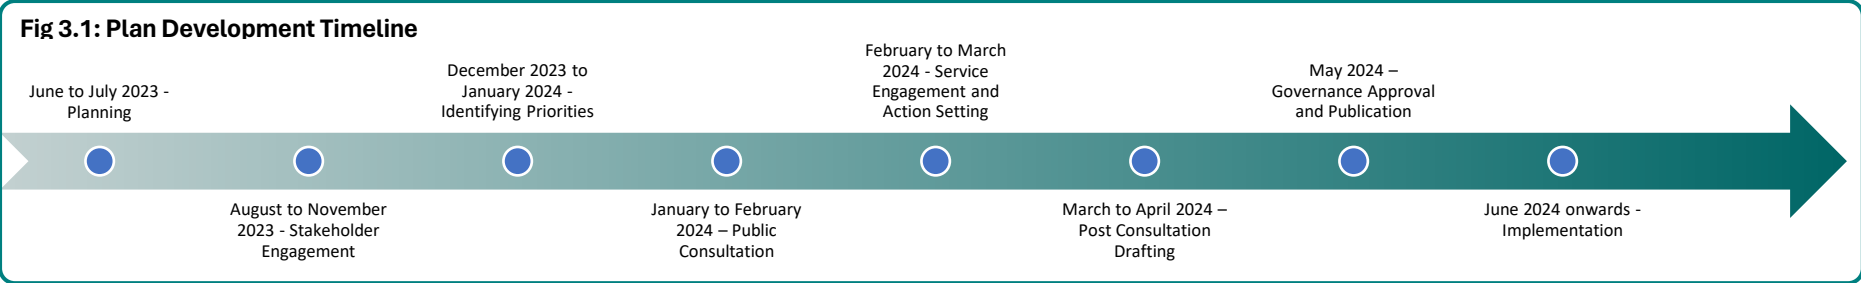 Fig 3.1: Plan Development Timeline
June to July 2023 -
Planning
August to November
2023 - Stakeholder
Engagement
December 2023 to
January 2024 -
Identifying Priorities
January to February
2024 – Public
Consultation
February to March
2024 - Service
Engagement and
Action Setting
March to April 2024 –
Post Consultation
Drafting
May 2024 –
Governance Approval
and Publication
June 2024 onwards -
Implementation